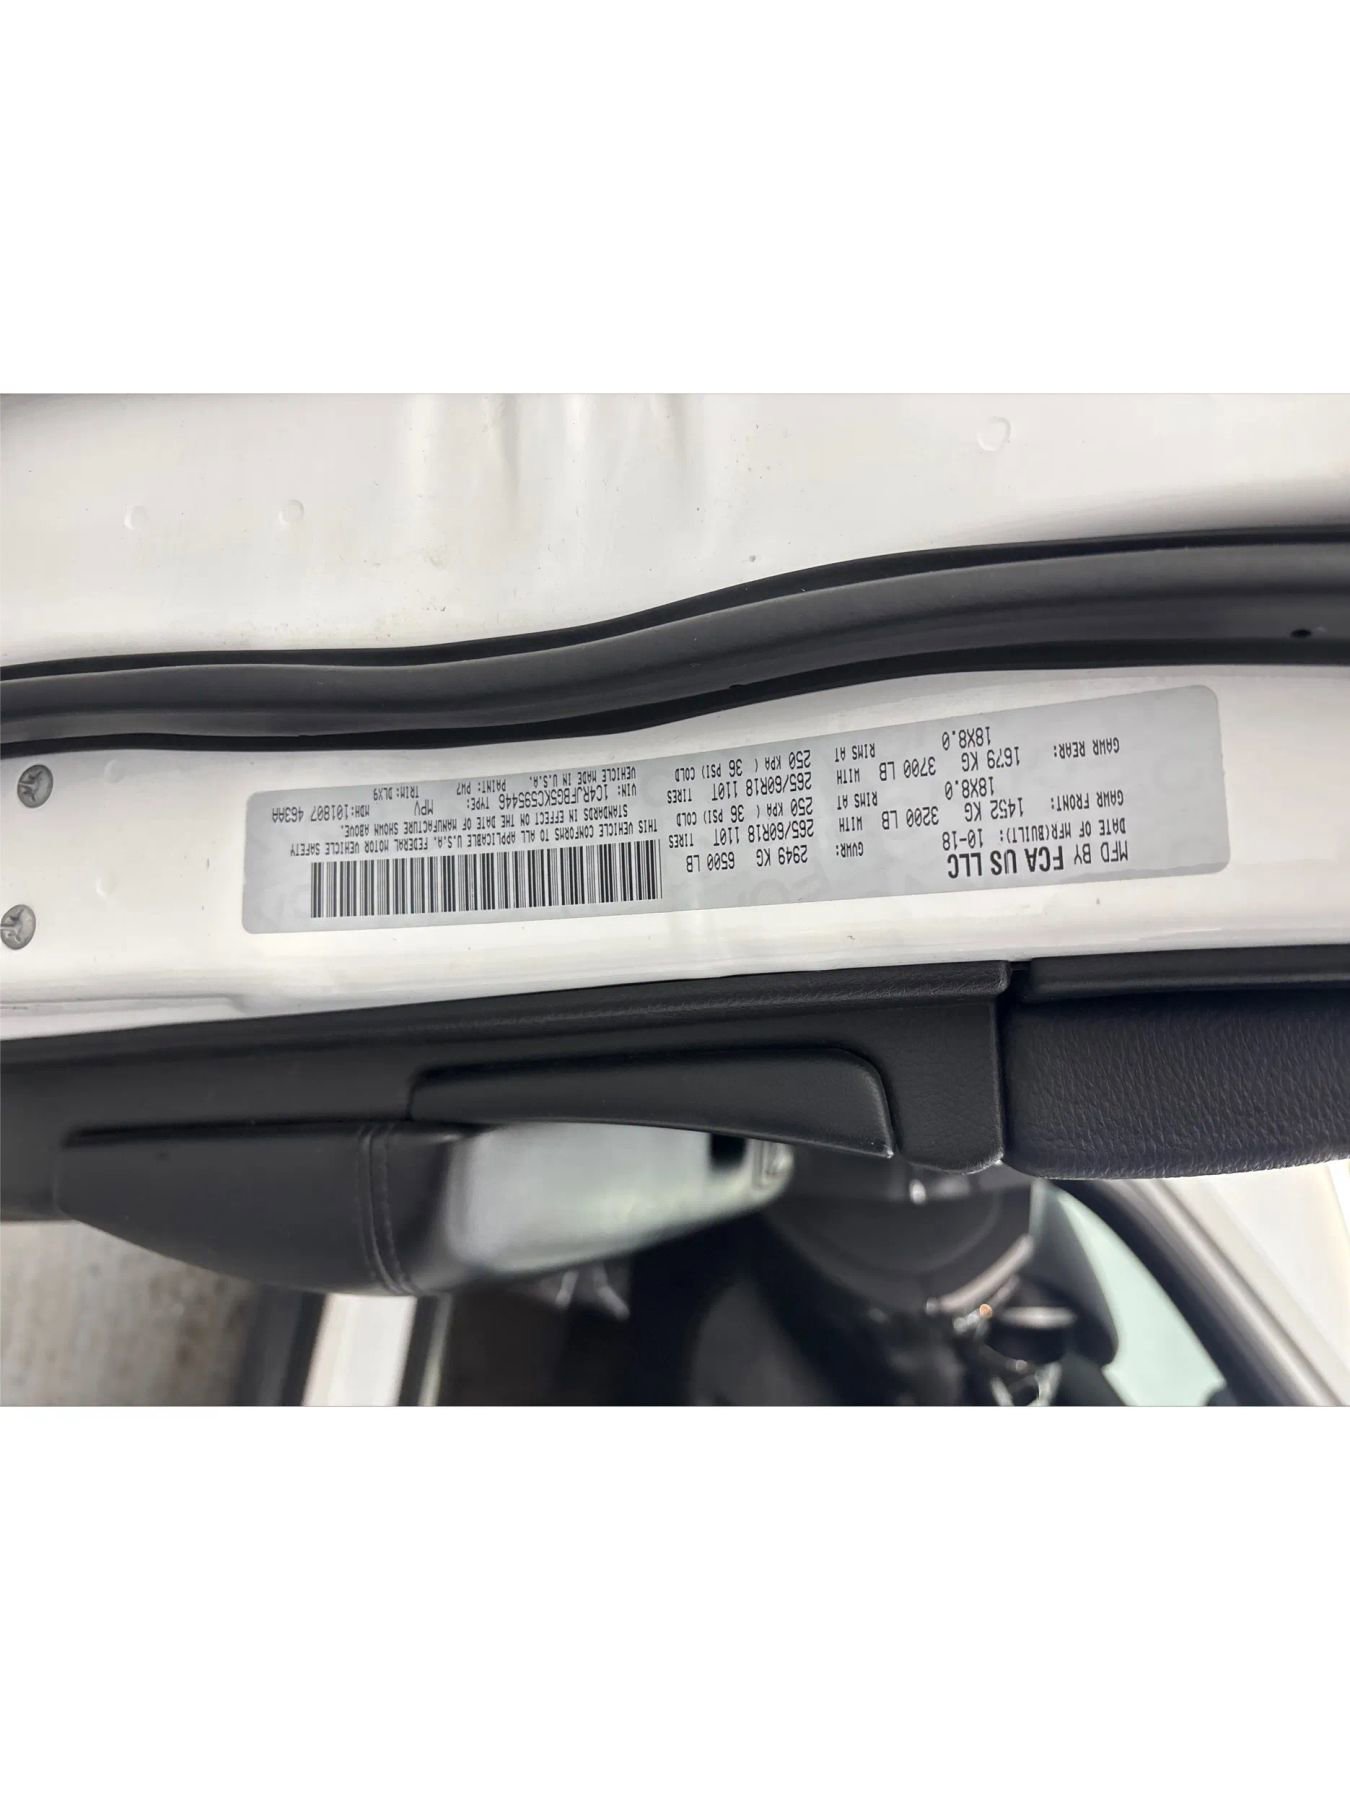 MFD BY FCA US LLC
DATE OF MFR(BUILT): 10-18 GVWR: 2949 KG 6500 LB
GAWR FRONT: 1452 KG 3200 LB WITH 265/60R18 110T TIRES
18X8.0 RIMS AT 250 KPA ( 36 PSI) COLD
GAWR REAR: 1679 KG 3700 LB WITH 265/60R18 110T TIRES
18X8.0 RIMS AT 250 KPA ( 36 PSI) COLD
THIS VEHICLE CONFORMS TO ALL APPLICABLE U.S.A. FEDERAL MOTOR VEHICLE SAFETY
STANDARDS IN EFFECT ON THE DATE OF MANUFACTURE SHOWN ABOVE.
VIN: 1C4RJFBG5KC595446 TYPE: MPV MDH:101807 463AA
VEHICLE MADE IN U.S.A. PAINT: PW7 TRIM:DLX9